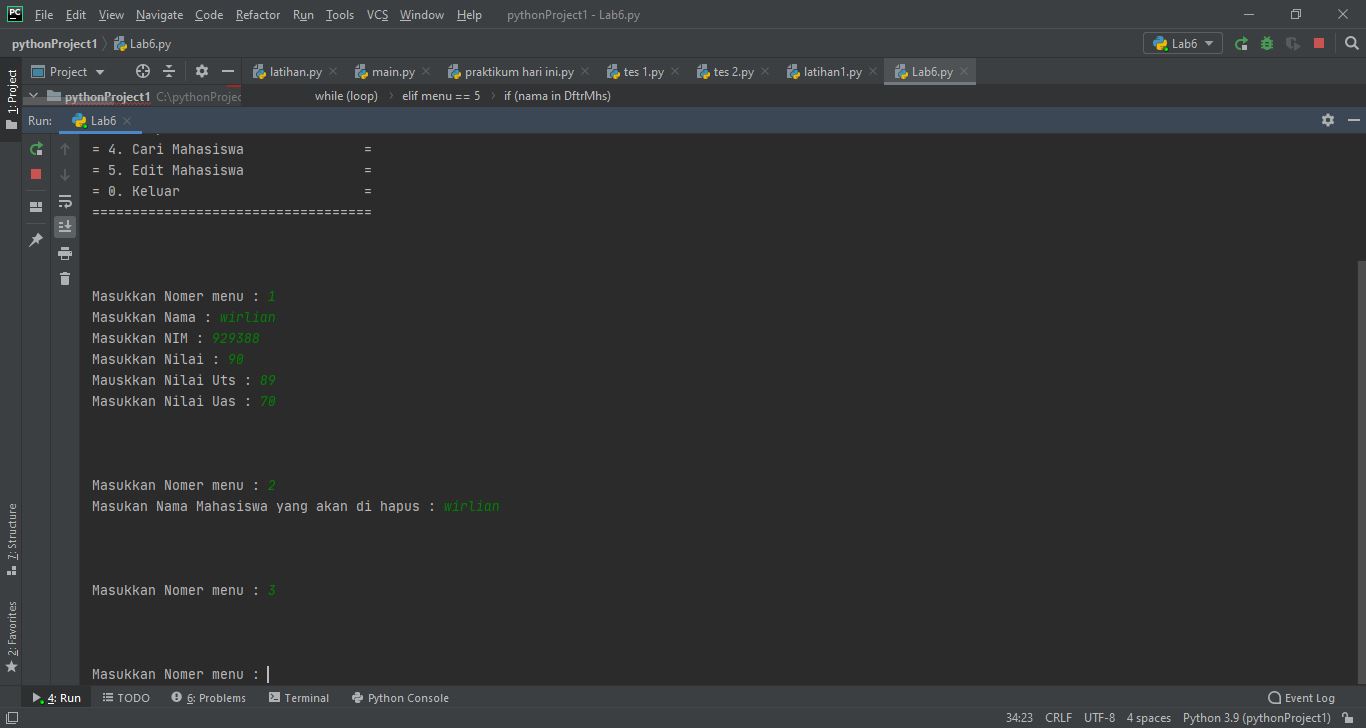 PC File Edit View Navigate Code Refactor Run Tools VCS Window Help pythonProject1 - Lab6.py
pythonProject1 Lab6.py Lab6
1: Project
Project latihan.py main.py praktikum hari ini.py tes 1.py tes 2.py latihan1.py Lab6.py
pythonProject1 C:\pythonProjec while (loop) elif menu == 5 if (nama in DftrMhs)
Run: Lab6
= 4. Cari Mahasiswa =
= 5. Edit Mahasiswa =
= 0. Keluar =
===================================
Masukkan Nomer menu : 1
Masukkan Nama : wirlian
Masukkan NIM : 929388
Masukkan Nilai : 90
Mauskkan Nilai Uts : 89
Masukkan Nilai Uas : 70
Masukkan Nomer menu : 2
Masukan Nama Mahasiswa yang akan di hapus : wirlian
Masukkan Nomer menu : 3
Masukkan Nomer menu :
7: Structure
2: Favorites
4: Run TODO 6: Problems Terminal Python Console Event Log
34:23 CRLF UTF-8 4 spaces Python 3.9 (pythonProject1)